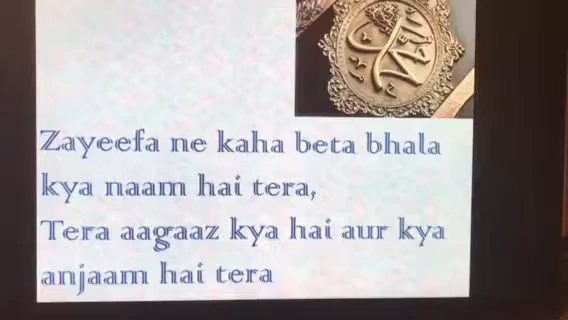 محمد
Zayeefa ne kaha beta bhala
kya naam hai tera,
Tera aagaaz kya hai aur kya
anjaam hai tera